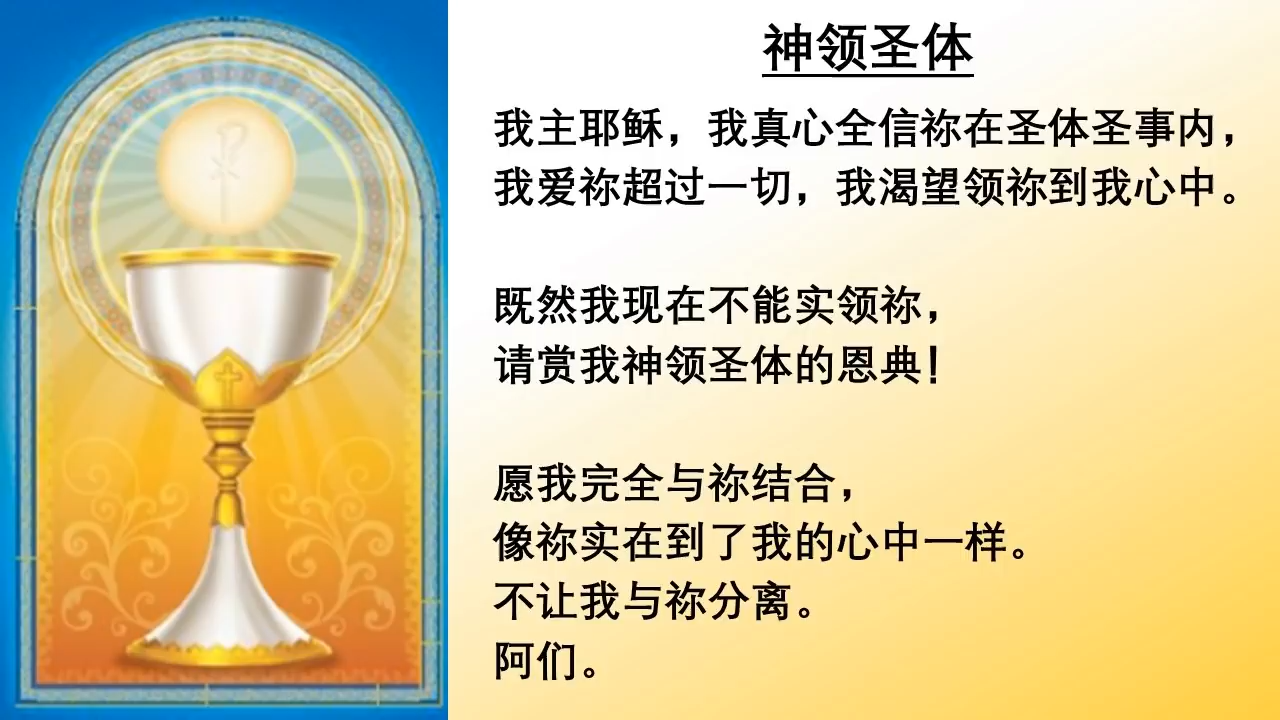 神领圣体
我主耶稣，我真心全信祢在圣体圣事内，
我爱祢超过一切，我渴望领祢到我心中。
既然我现在不能实领祢，
请赏我神领圣体的恩典！
愿我完全与祢结合，
像祢实在到了我的心中一样。
不让我与祢分离。
阿们。